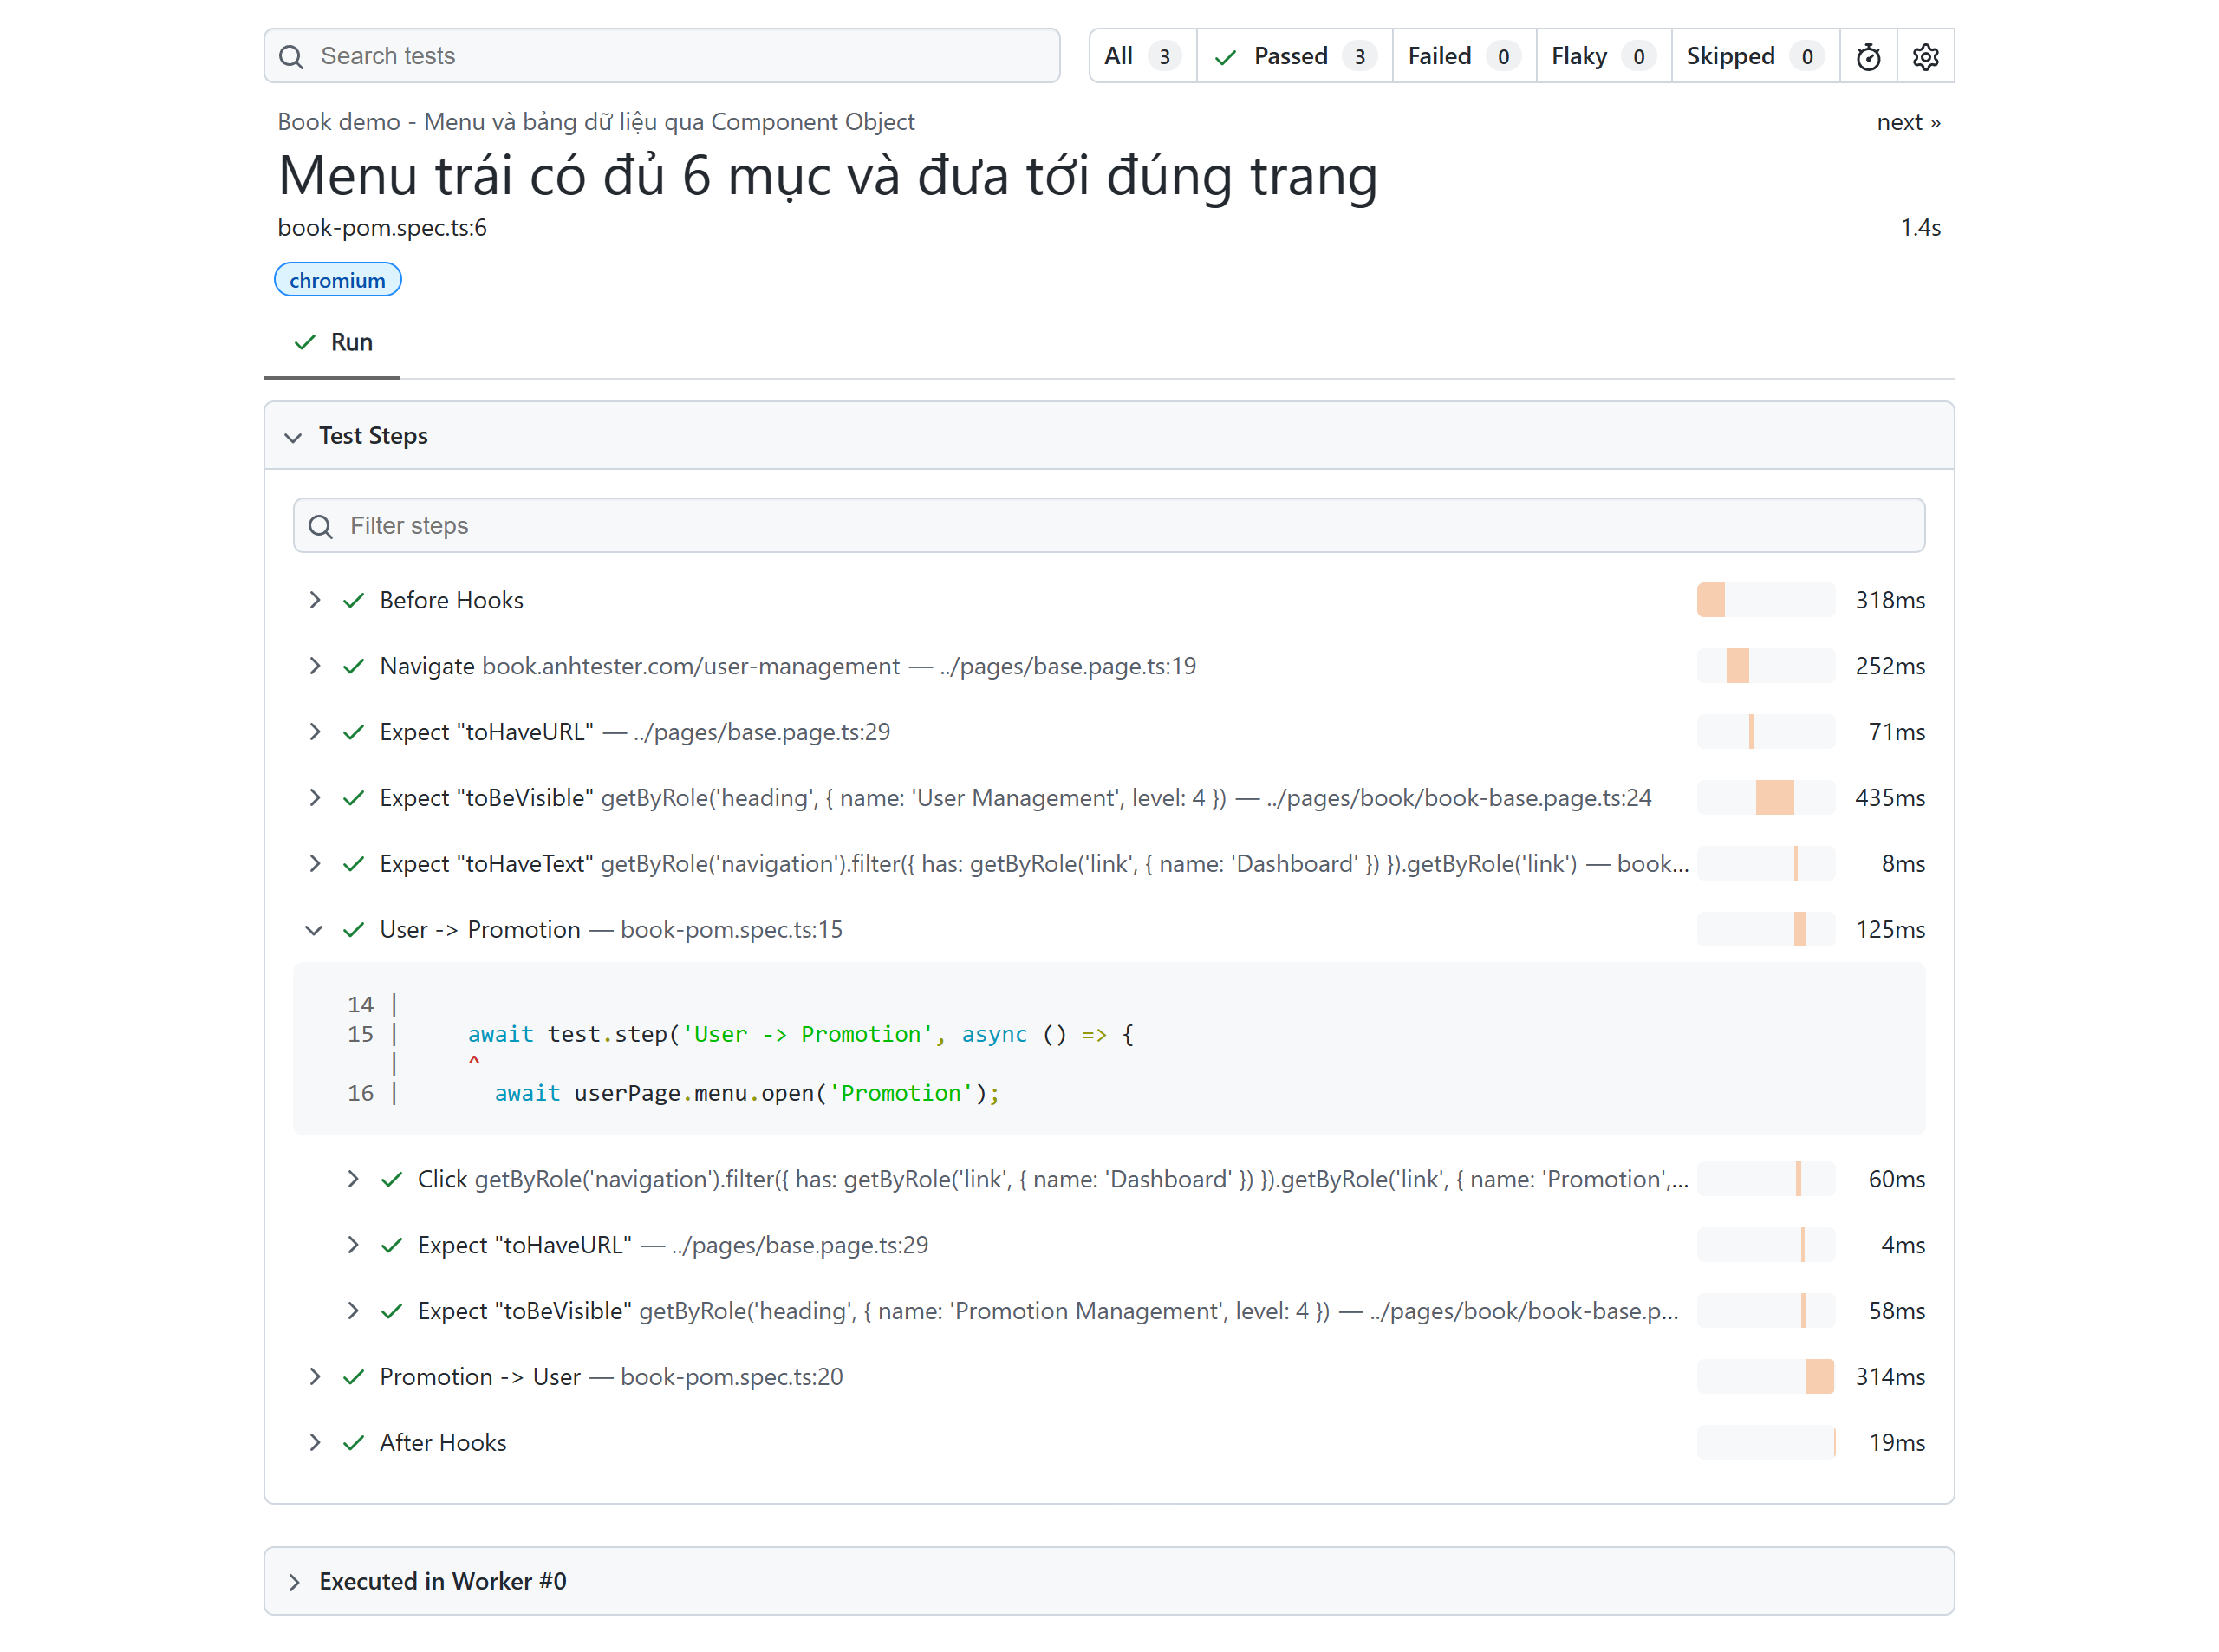 Search tests
All 3 Passed 3 Failed 0 Flaky 0 Skipped 0
Book demo - Menu và bảng dữ liệu qua Component Object
next »
Menu trái có đủ 6 mục và đưa tới đúng trang
book-pom.spec.ts:6
1.4s
chromium
Run
Test Steps
Filter steps
Before Hooks 318ms
Navigate book.anhtester.com/user-management — ../pages/base.page.ts:19 252ms
Expect "toHaveURL" — ../pages/base.page.ts:29 71ms
Expect "toBeVisible" getByRole('heading', { name: 'User Management', level: 4 }) — ../pages/book/book-base.page.ts:24 435ms
Expect "toHaveText" getByRole('navigation').filter({ has: getByRole('link', { name: 'Dashboard' }) }).getByRole('link') — book... 8ms
User -> Promotion — book-pom.spec.ts:15 125ms
14 |
15 | await test.step('User -> Promotion', async () => {
| ^
16 | await userPage.menu.open('Promotion');
Click getByRole('navigation').filter({ has: getByRole('link', { name: 'Dashboard' }) }).getByRole('link', { name: 'Promotion',... 60ms
Expect "toHaveURL" — ../pages/base.page.ts:29 4ms
Expect "toBeVisible" getByRole('heading', { name: 'Promotion Management', level: 4 }) — ../pages/book/book-base.p... 58ms
Promotion -> User — book-pom.spec.ts:20 314ms
After Hooks 19ms
Executed in Worker #0